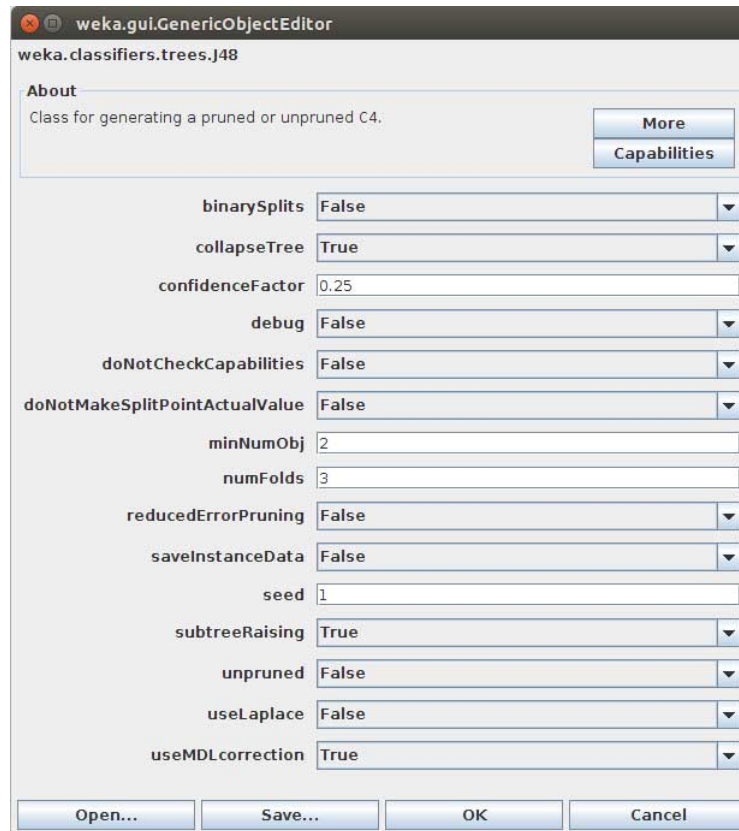 weka.gui.GenericObjectEditor
weka.classifiers.trees.J48
About
Class for generating a pruned or unpruned C4.
More
Capabilities
binarySplits False
collapseTree True
confidenceFactor 0.25
debug False
doNotCheckCapabilities False
doNotMakeSplitPointActualValue False
minNumObj 2
numFolds 3
reducedErrorPruning False
saveInstanceData False
seed 1
subtreeRaising True
unpruned False
useLaplace False
useMDLcorrection True
Open... Save... OK Cancel